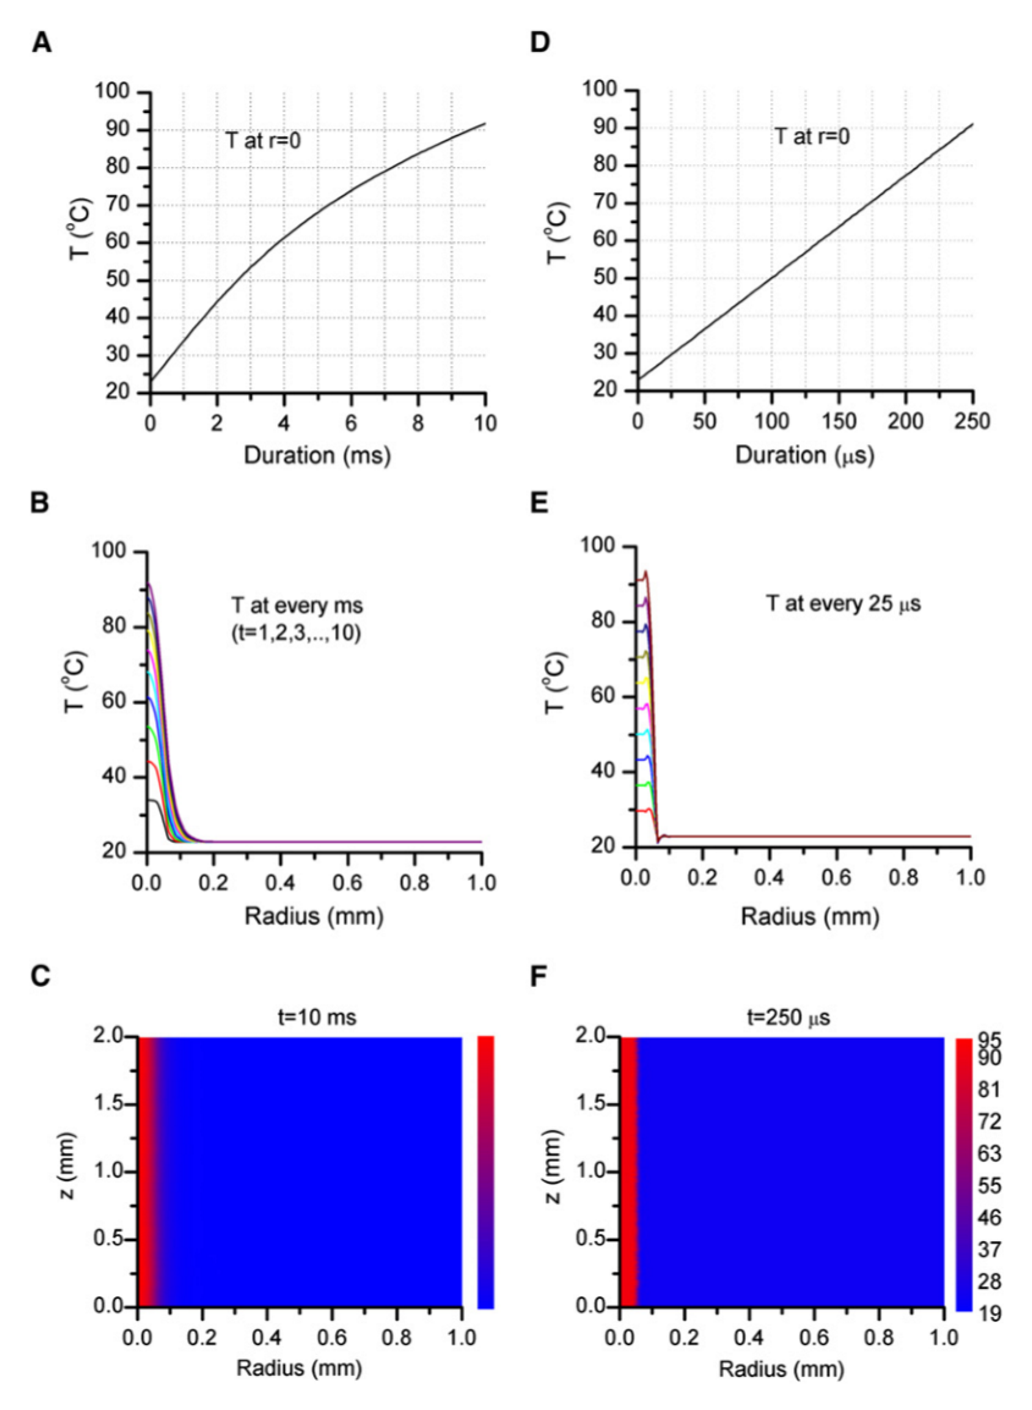 A
T at r=0
T (°C)
100
90
80
70
60
50
40
30
20
0 2 4 6 8 10
Duration (ms)
D
T at r=0
T (°C)
100
90
80
70
60
50
40
30
20
0 50 100 150 200 250
Duration (μs)
B
T at every ms
(t=1,2,3,..,10)
T (°C)
100
80
60
40
20
0.0 0.2 0.4 0.6 0.8 1.0
Radius (mm)
E
T at every 25 μs
T (°C)
100
80
60
40
20
0.0 0.2 0.4 0.6 0.8 1.0
Radius (mm)
C
t=10 ms
z (mm)
2.0
1.5
1.0
0.5
0.0
0.0 0.2 0.4 0.6 0.8 1.0
Radius (mm)
F
t=250 μs
z (mm)
2.0
1.5
1.0
0.5
0.0
0.0 0.2 0.4 0.6 0.8 1.0
Radius (mm)
95
90
81
72
63
55
46
37
28
19